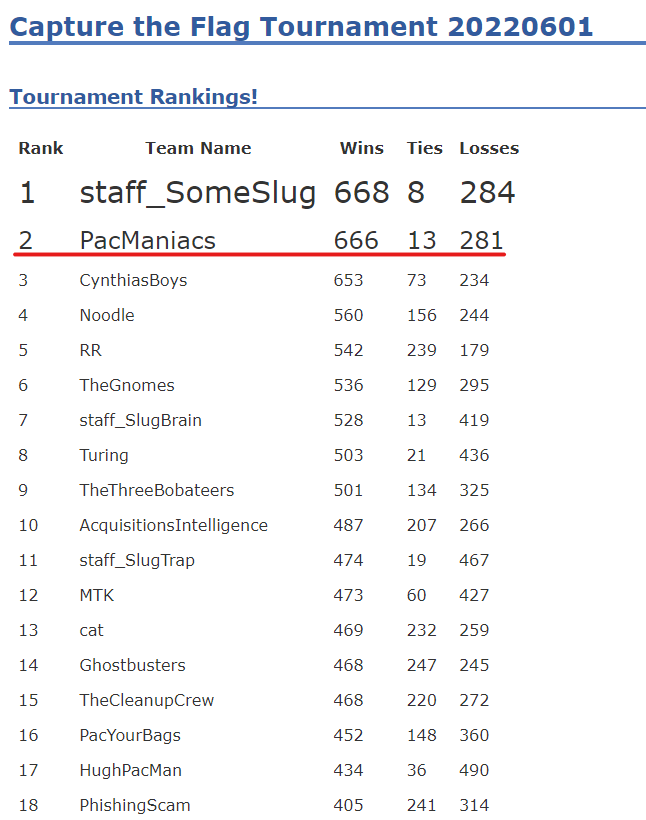 Capture the Flag Tournament 20220601
Tournament Rankings!
Rank Team Name Wins Ties Losses
1 staff_SomeSlug 668 8 284
2 PacManiacs 666 13 281
3 CynthiasBoys 653 73 234
4 Noodle 560 156 244
5 RR 542 239 179
6 TheGnomes 536 129 295
7 staff_SlugBrain 528 13 419
8 Turing 503 21 436
9 TheThreeBobateers 501 134 325
10 AcquisitionsIntelligence 487 207 266
11 staff_SlugTrap 474 19 467
12 MTK 473 60 427
13 cat 469 232 259
14 Ghostbusters 468 247 245
15 TheCleanupCrew 468 220 272
16 PacYourBags 452 148 360
17 HughPacMan 434 36 490
18 PhishingScam 405 241 314